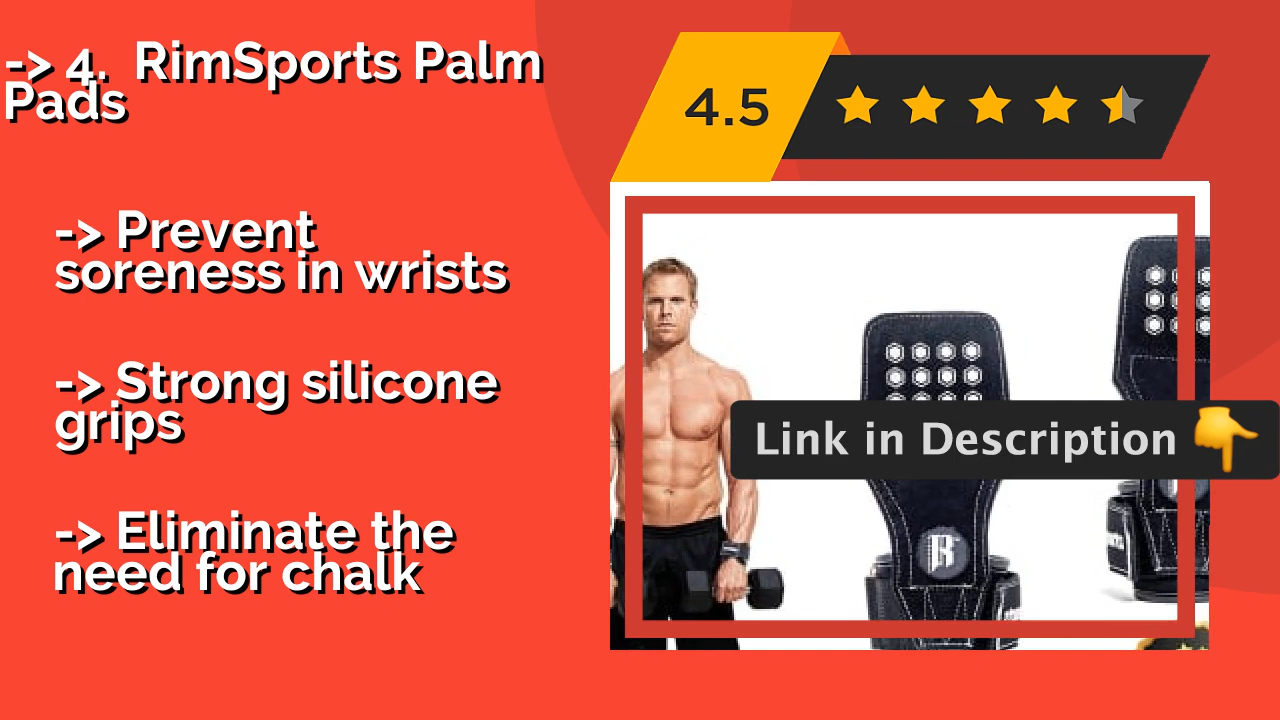 -> 4. RimSports Palm
Pads
4.5
-> Prevent
soreness in wrists
-> Strong silicone
grips
Link in Description
-> Eliminate the
need for chalk
R